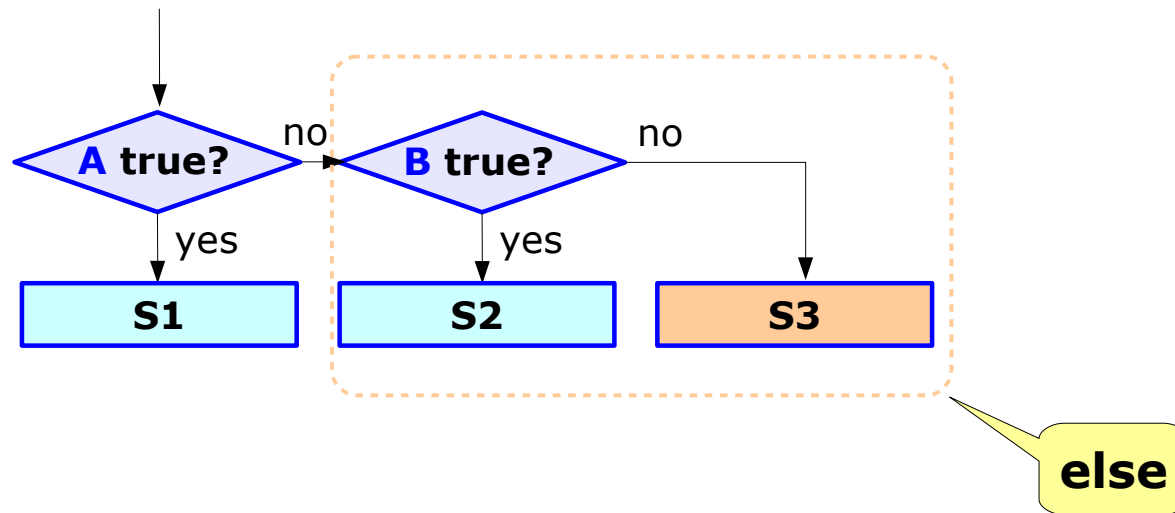 A true?
no
B true?
no
yes
yes
S1
S2
S3
else